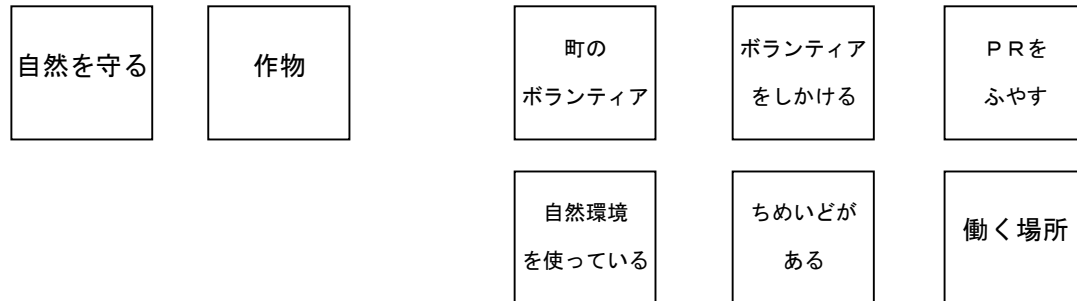 自然を守る
作物
町の
ボランティア
ボランティア
をしかける
ＰＲを
ふやす
自然環境
を使っている
ちめいどが
ある
働く場所